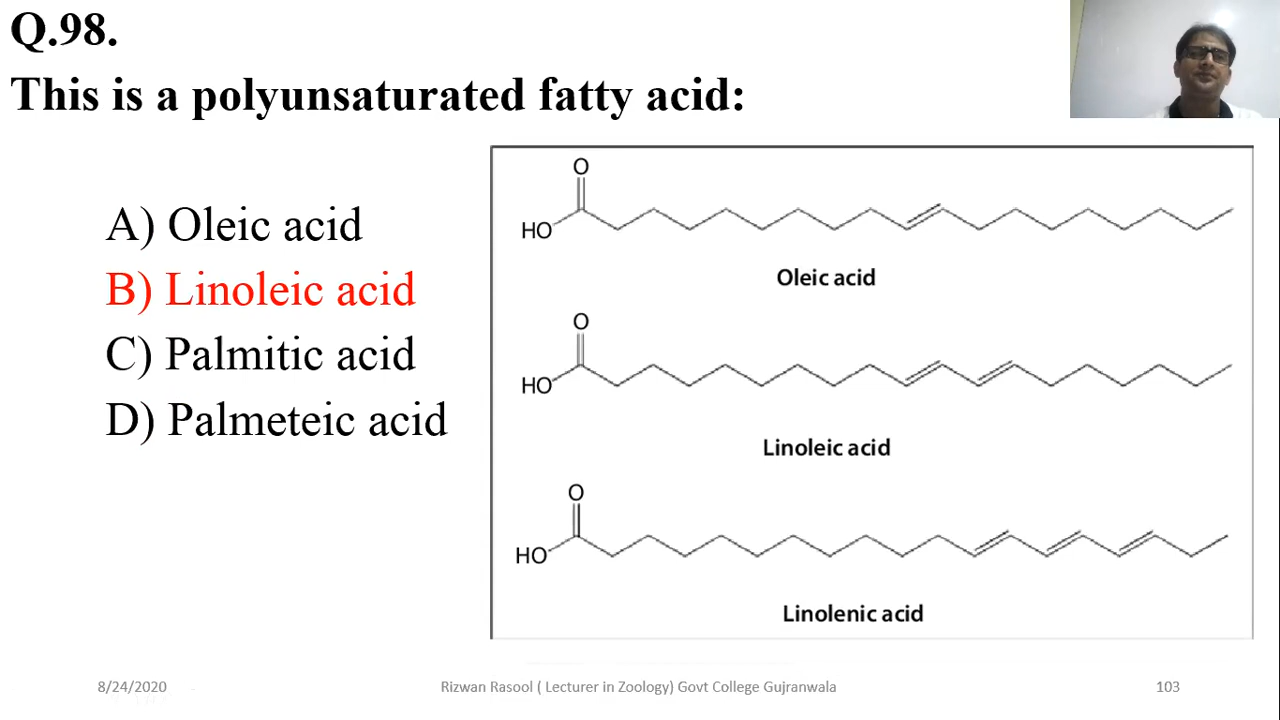 Q.98.
This is a polyunsaturated fatty acid:
A) Oleic acid
B) Linoleic acid
C) Palmitic acid
D) Palmeteic acid
O
HO
Oleic acid
O
HO
Linoleic acid
O
HO
Linolenic acid
8/24/2020
Rizwan Rasool ( Lecturer in Zoology) Govt College Gujranwala
103